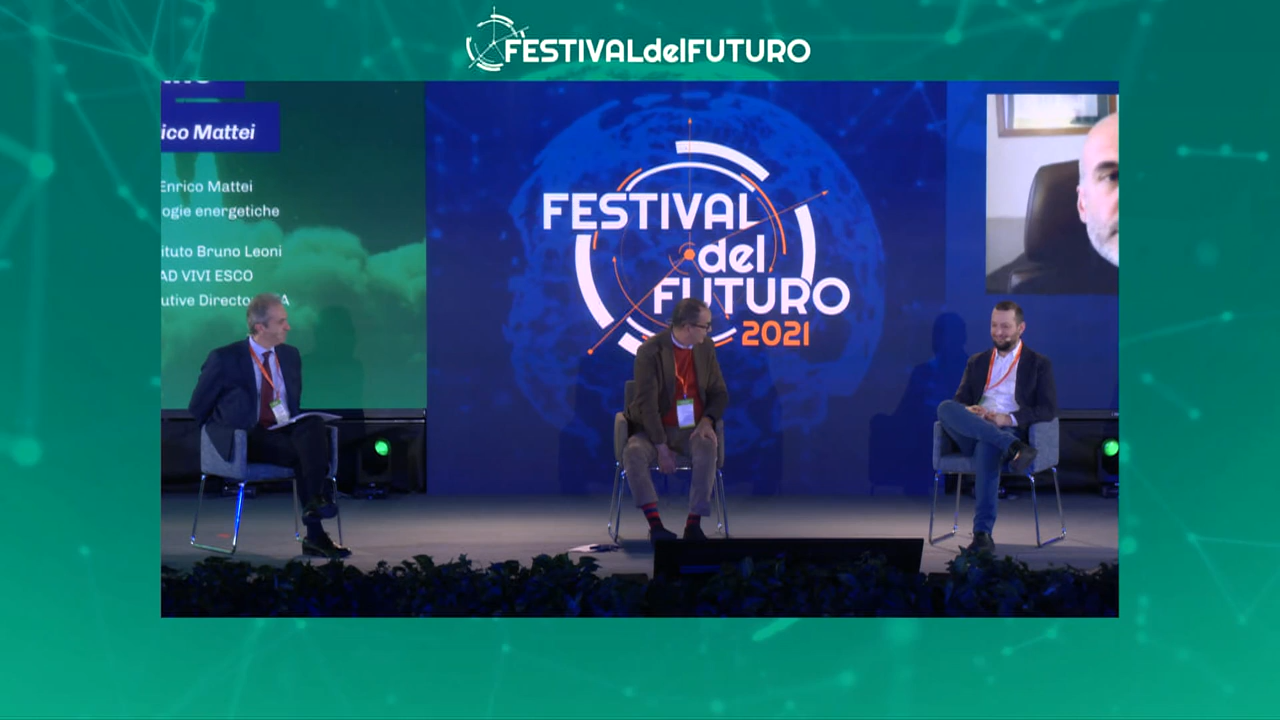 FESTIVALdelFUTURO
ico Mattei
Enrico Mattei
ogie energetiche
ituto Bruno Leoni
AD VIVI ESCO
utive Directo
A
FESTIVAL
del
FUTURO
2021